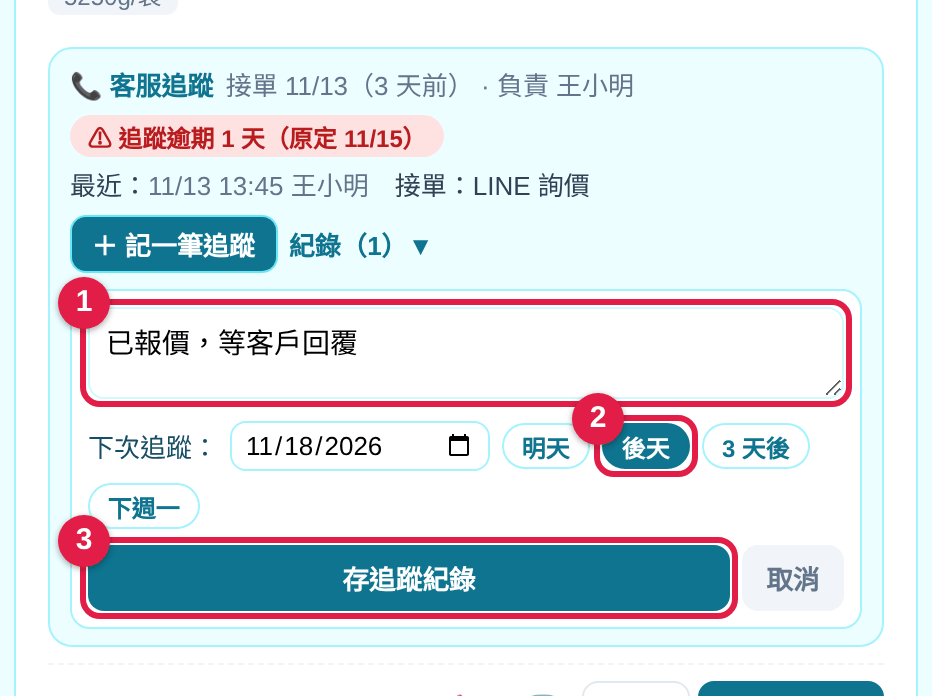 5250g/袋
📞 客服追蹤 接單 11/13（3 天前） · 負責 王小明
⚠ 追蹤逾期 1 天（原定 11/15）
最近：11/13 13:45 王小明 接單：LINE 詢價
＋ 記一筆追蹤 紀錄（1） ▼
1
已報價，等客戶回覆
2
下次追蹤： 11/18/2026 明天 後天 3 天後
下週一
3
存追蹤紀錄 取消